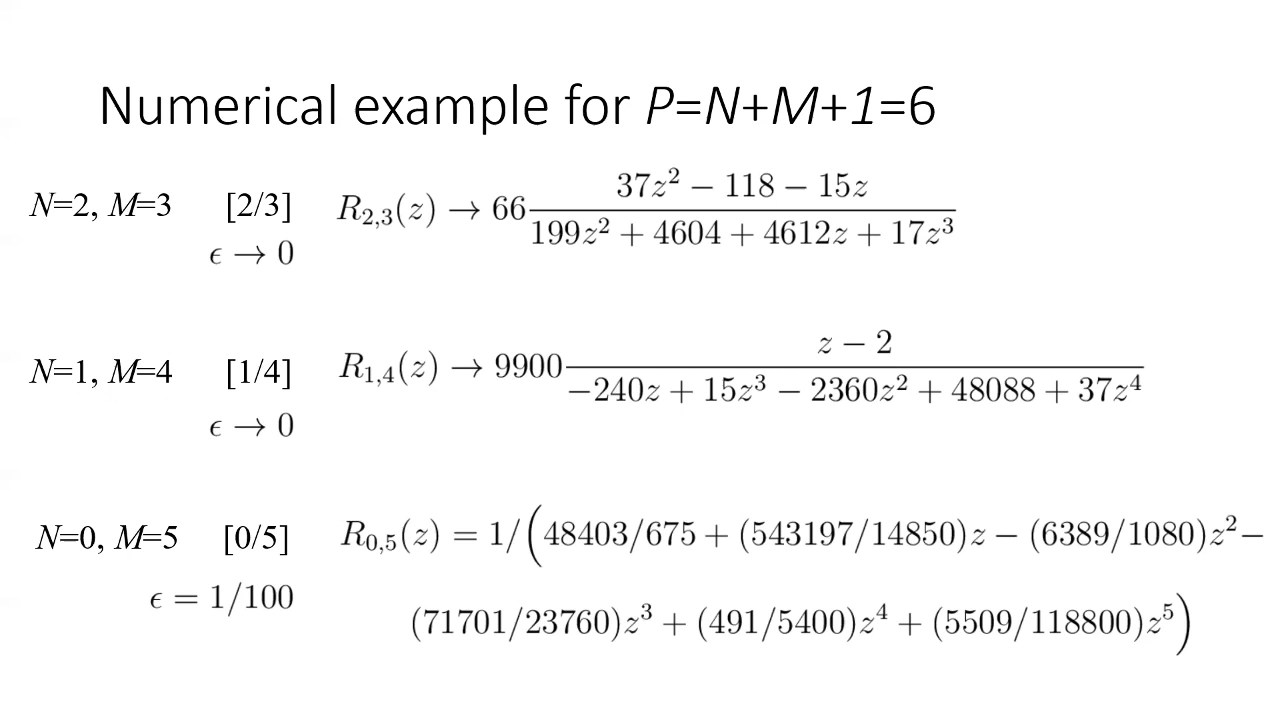 Numerical example for P=N+M+1=6
N=2, M=3 [2/3] R_{2,3}(z) → 66 \frac{37z^2 − 118 − 15z}{199z^2 + 4604 + 4612z + 17z^3}
ϵ → 0
N=1, M=4 [1/4] R_{1,4}(z) → 9900 \frac{z − 2}{−240z + 15z^3 − 2360z^2 + 48088 + 37z^4}
ϵ → 0
N=0, M=5 [0/5] R_{0,5}(z) = 1/(48403/675 + (543197/14850)z − (6389/1080)z^2−
ϵ = 1/100
(71701/23760)z^3 + (491/5400)z^4 + (5509/118800)z^5)